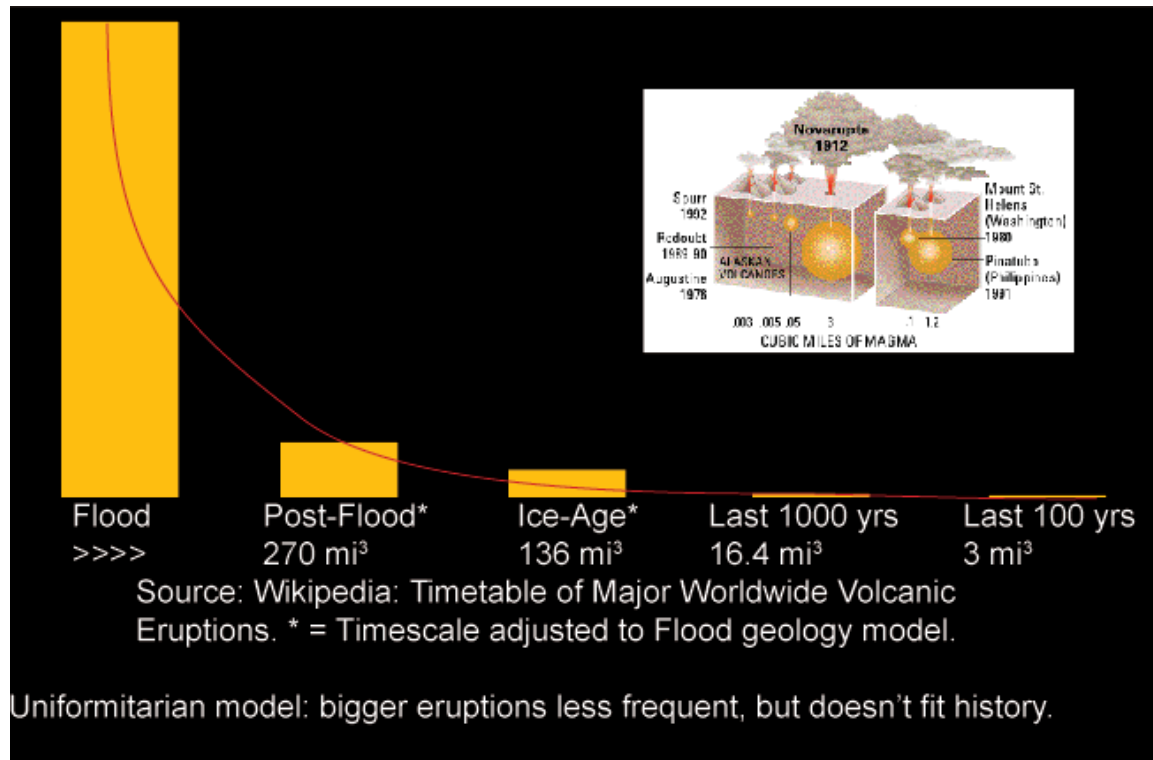 Novarupta
1912
Spurr
1992
Redoubt
1989-90
Augustine
1976
ALASKAN
VOLCANOES
Mount St.
Helens
(Washington)
1980
Pinatubo
(Philippines)
1991
.003 .005 .05 3 .1 1.2
CUBIC MILES OF MAGMA
Flood Post-Flood* Ice-Age* Last 1000 yrs Last 100 yrs
>>>> 270 mi³ 136 mi³ 16.4 mi³ 3 mi³
Source: Wikipedia: Timetable of Major Worldwide Volcanic
Eruptions. * = Timescale adjusted to Flood geology model.
Uniformitarian model: bigger eruptions less frequent, but doesn't fit history.